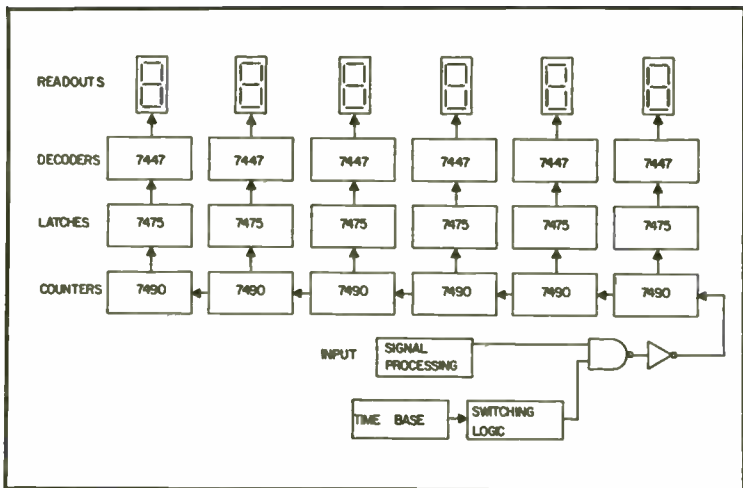 READOUTS
DECODERS 7447 7447 7447 7447 7447 7447
LATCHES 7475 7475 7475 7475 7475 7475
COUNTERS 7490 7490 7490 7490 7490 7490
INPUT SIGNAL
PROCESSING
TIME BASE SWITCHING
LOGIC